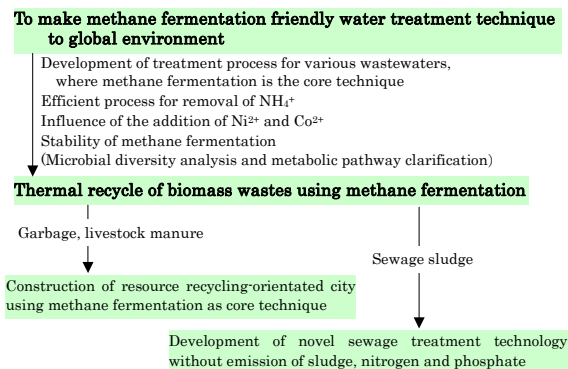 To make methane fermentation friendly water treatment technique
to global environment
Development of treatment process for various wastewaters,
where methane fermentation is the core technique
Efficient process for removal of NH₄⁺
Influence of the addition of Ni²⁺ and Co²⁺
Stability of methane fermentation
(Microbial diversity analysis and metabolic pathway clarification)
Thermal recycle of biomass wastes using methane fermentation
Garbage, livestock manure
Sewage sludge
Construction of resource recycling-orientated city
using methane fermentation as core technique
Development of novel sewage treatment technology
without emission of sludge, nitrogen and phosphate